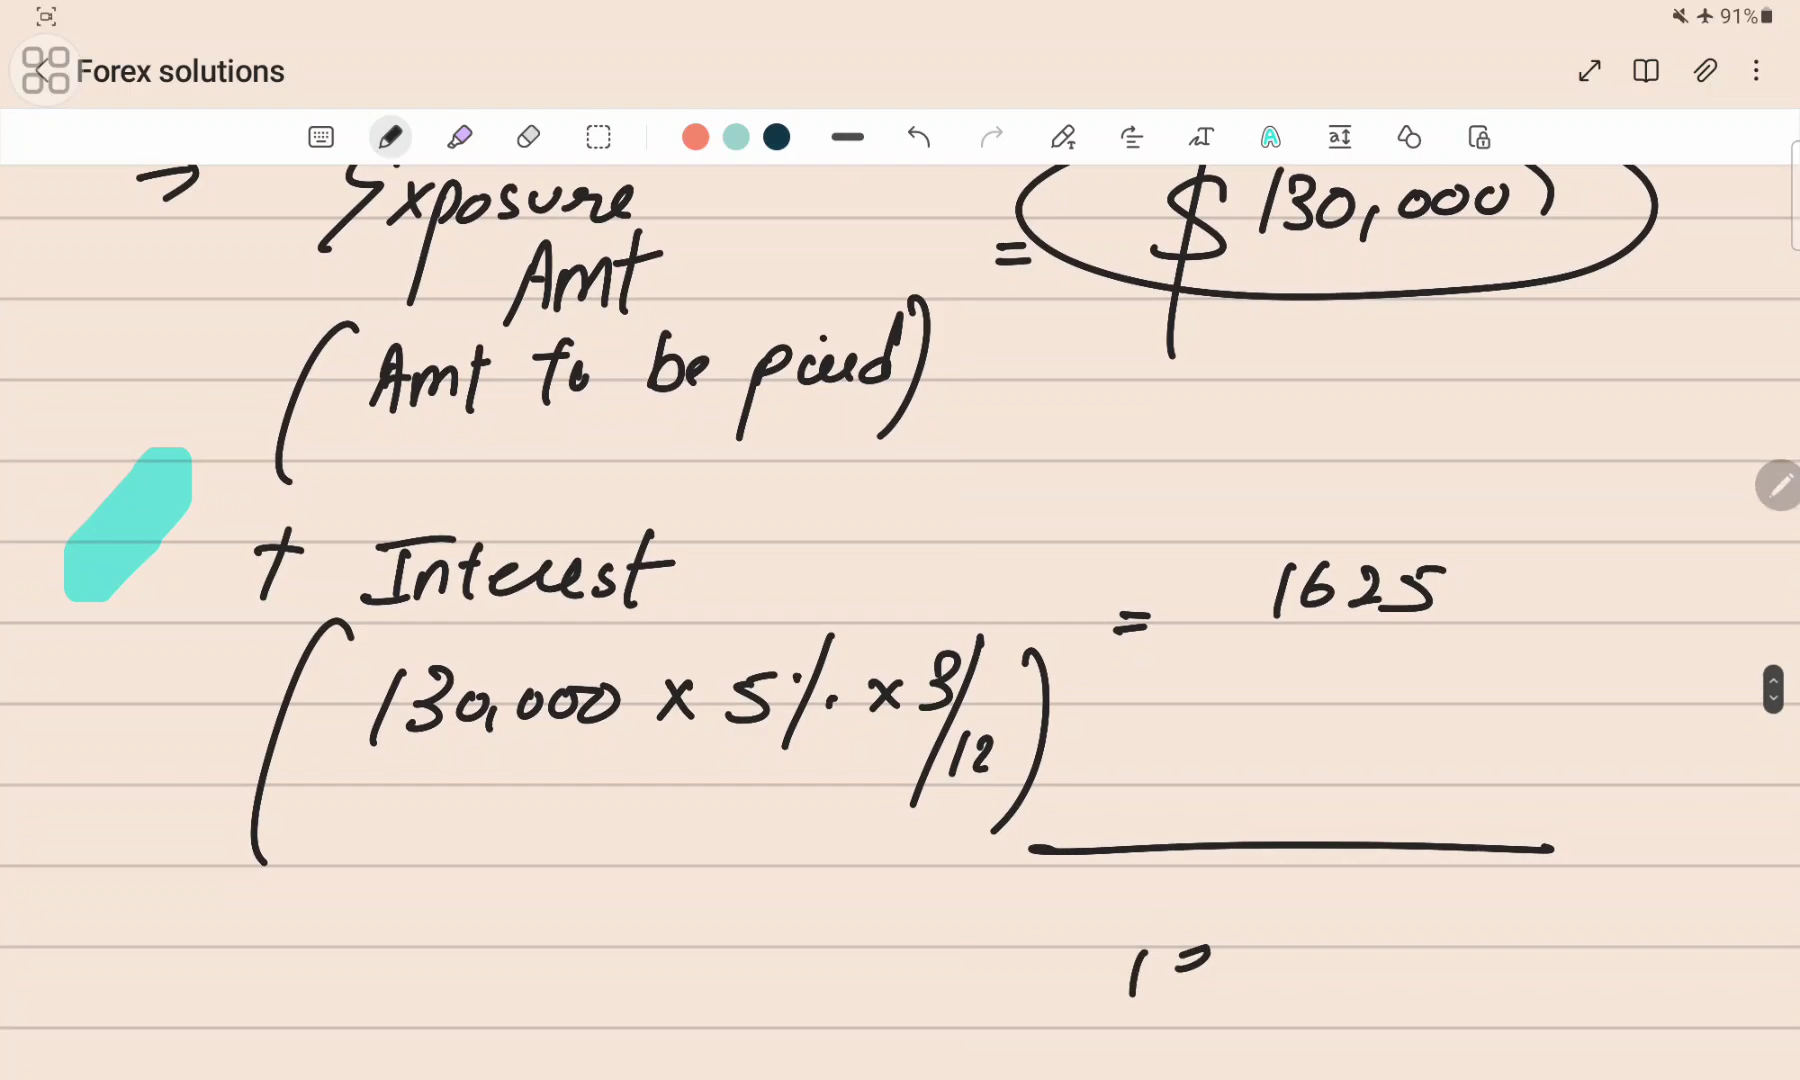 91%
Forex solutions
→ Exposure $ 130,000
Amt =
(Amt to be paid)
+ Interest = 1625
(130,000 x 5% x 3/12)